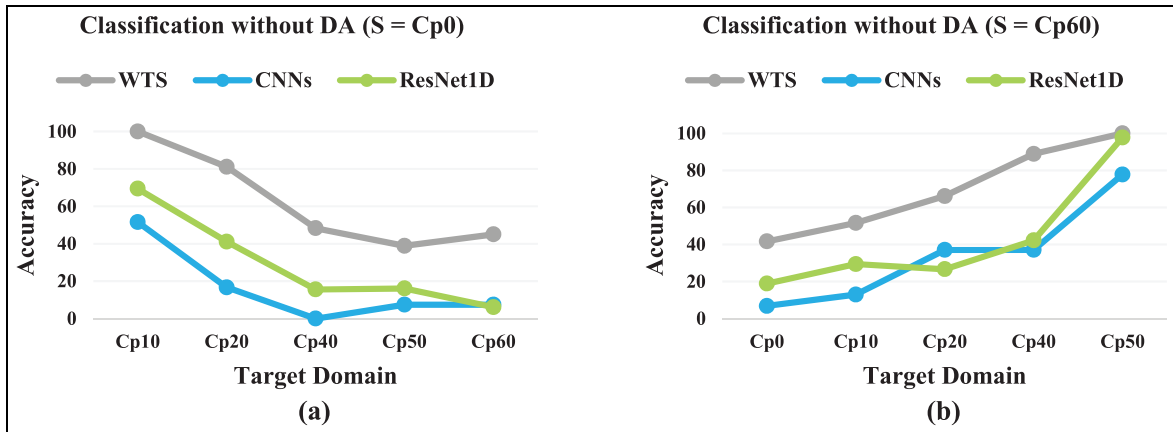 Classification without DA (S = Cp0)
WTS CNNs ResNet1D
100
80
60
40
20
0
Accuracy
Cp10 Cp20 Cp40 Cp50 Cp60
Target Domain
(a)
Classification without DA (S = Cp60)
WTS CNNs ResNet1D
100
80
60
40
20
0
Accuracy
Cp0 Cp10 Cp20 Cp40 Cp50
Target Domain
(b)